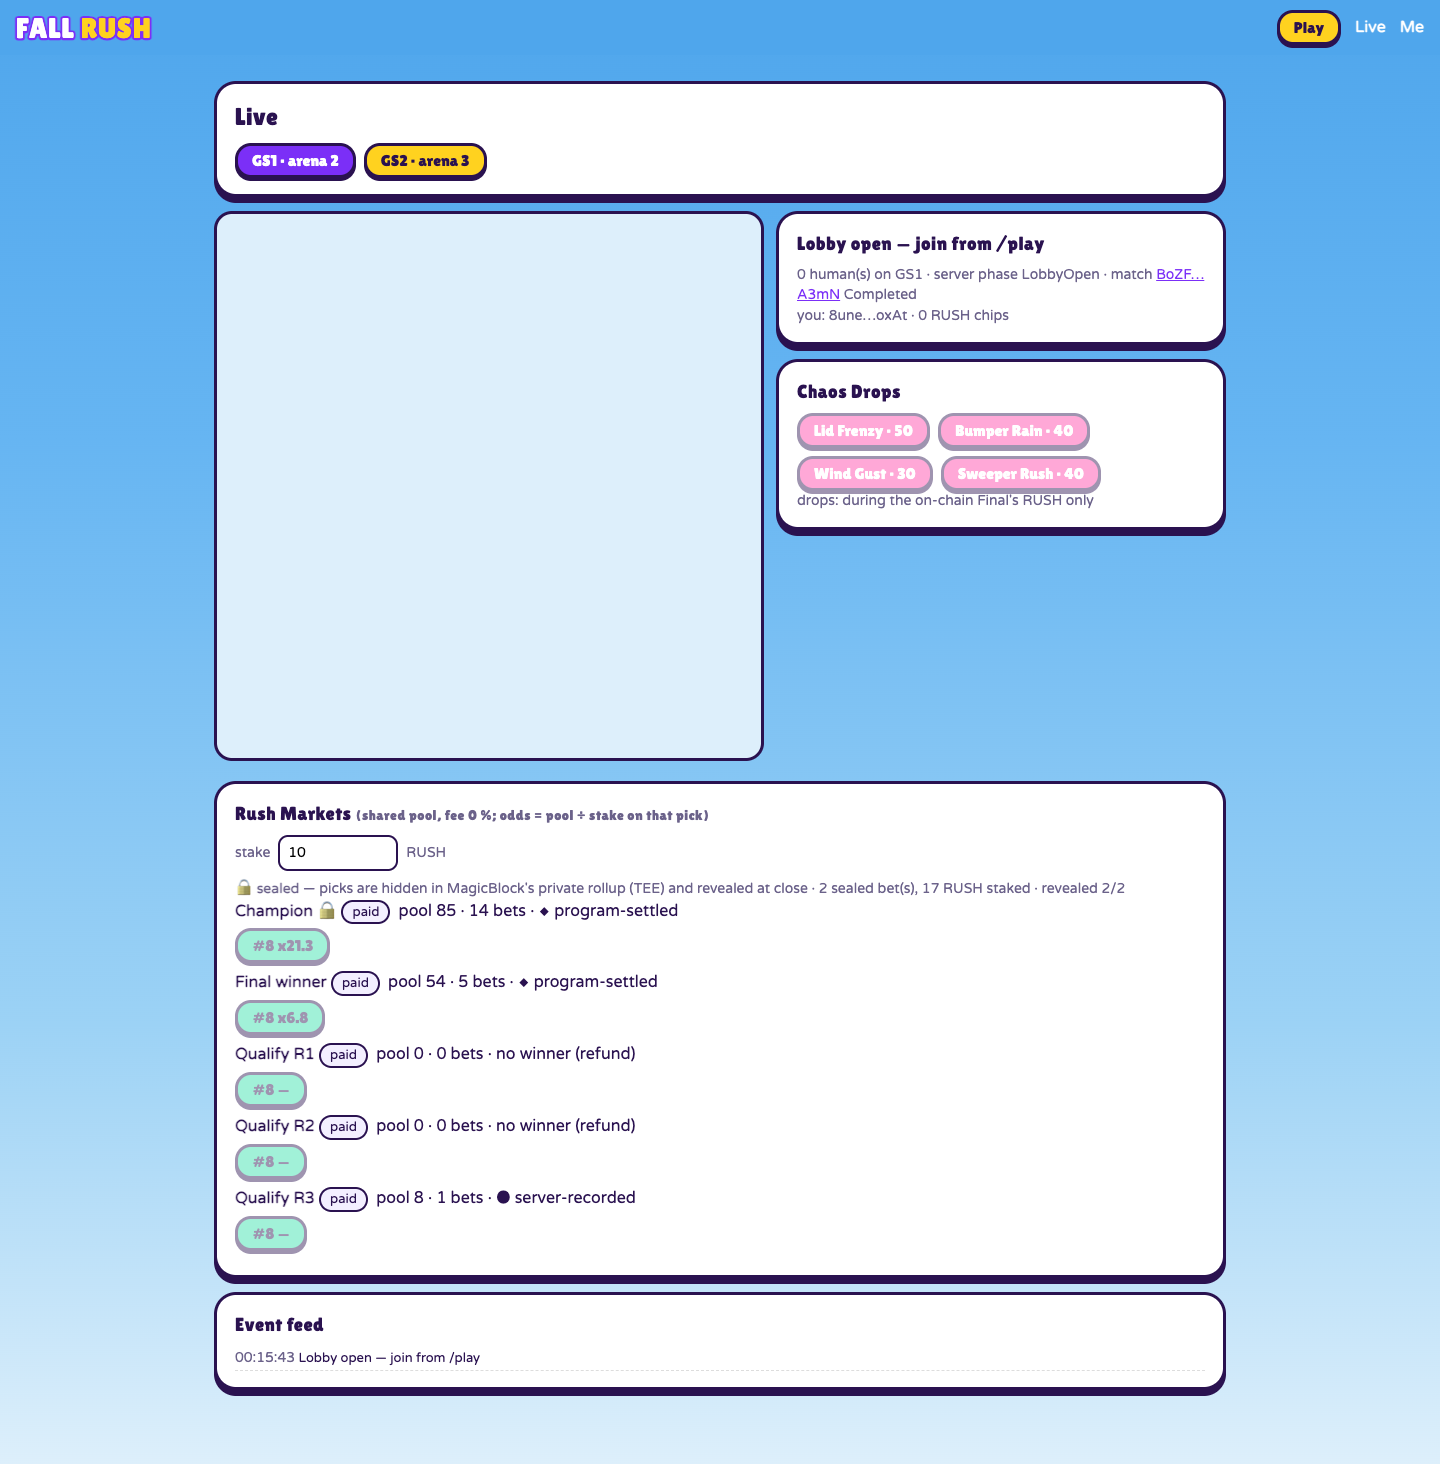 FALL RUSH
Play Live Me
Live
GS1 · arena 2 GS2 · arena 3
Lobby open — join from /play
0 human(s) on GS1 · server phase LobbyOpen · match BoZF…
A3mN Completed
you: 8une…oxAt · 0 RUSH chips
Chaos Drops
Lid Frenzy · 50 Bumper Rain · 40
Wind Gust · 30 Sweeper Rush · 40
drops: during the on-chain Final's RUSH only
Rush Markets (shared pool, fee 0 %; odds = pool ÷ stake on that pick)
stake 10 RUSH
🔒 sealed — picks are hidden in MagicBlock's private rollup (TEE) and revealed at close · 2 sealed bet(s), 17 RUSH staked · revealed 2/2
Champion 🔒 paid pool 85 · 14 bets · ◆ program-settled
#8 x21.3
Final winner paid pool 54 · 5 bets · ◆ program-settled
#8 x6.8
Qualify R1 paid pool 0 · 0 bets · no winner (refund)
#8 —
Qualify R2 paid pool 0 · 0 bets · no winner (refund)
#8 —
Qualify R3 paid pool 8 · 1 bets · ● server-recorded
#8 —
Event feed
00:15:43 Lobby open — join from /play